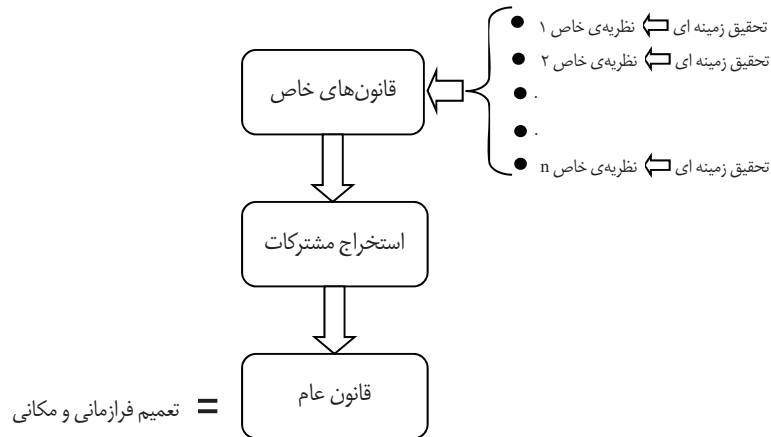 تحقیق زمینه ای نظریه‌ی خاص ۱
تحقیق زمینه ای نظریه‌ی خاص ۲
.
.
تحقیق زمینه ای نظریه‌ی خاص n
قانون‌های خاص
استخراج مشترکات
قانون عام
= تعمیم فرازمانی و مکانی